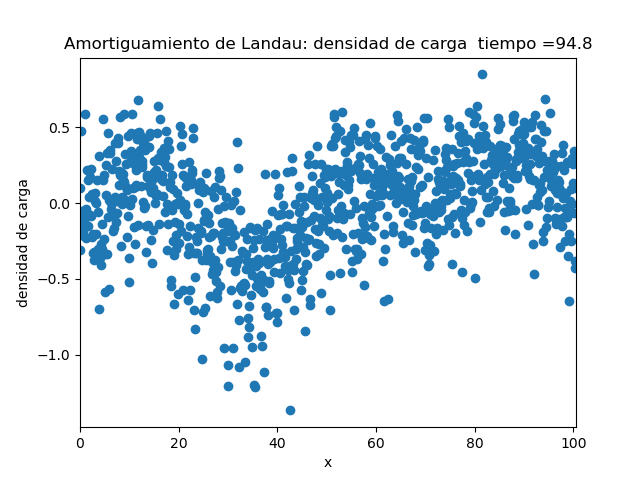 Amortiguamiento de Landau: densidad de carga  tiempo =94.8
densidad de carga
0.5
0.0
−0.5
−1.0
0 20 40 60 80 100
x